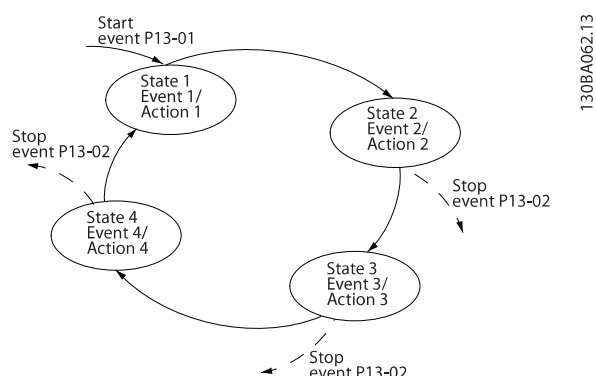 Start
event P13-01
130BA062.13
State 1
Event 1/
Action 1
State 2
Event 2/
Action 2
Stop
event P13-02
Stop
event P13-02
State 4
Event 4/
Action 4
State 3
Event 3/
Action 3
Stop
event P13-02